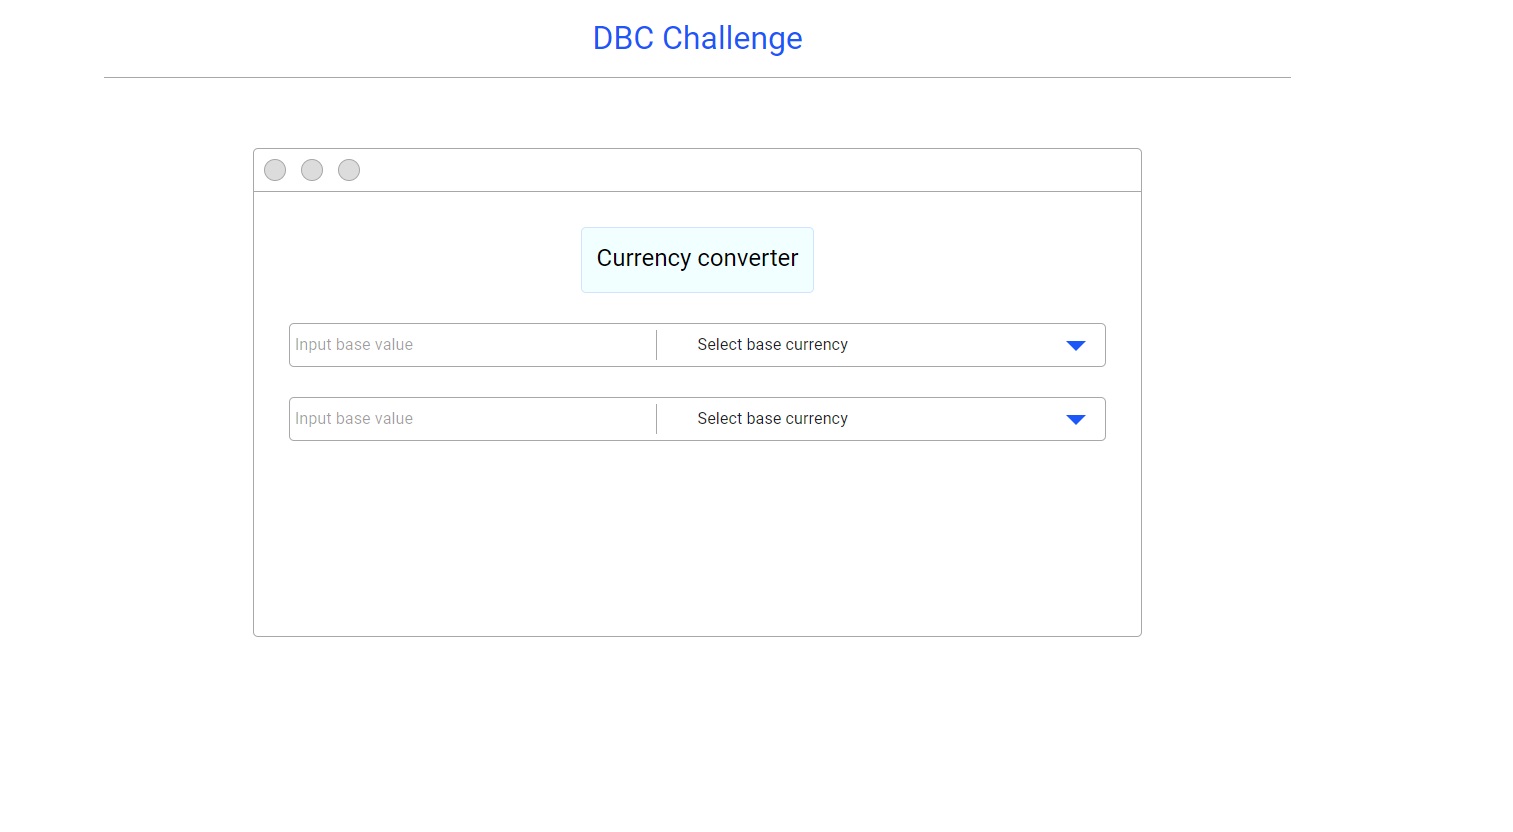 DBC Challenge
Currency converter
Input base value Select base currency
Input base value Select base currency